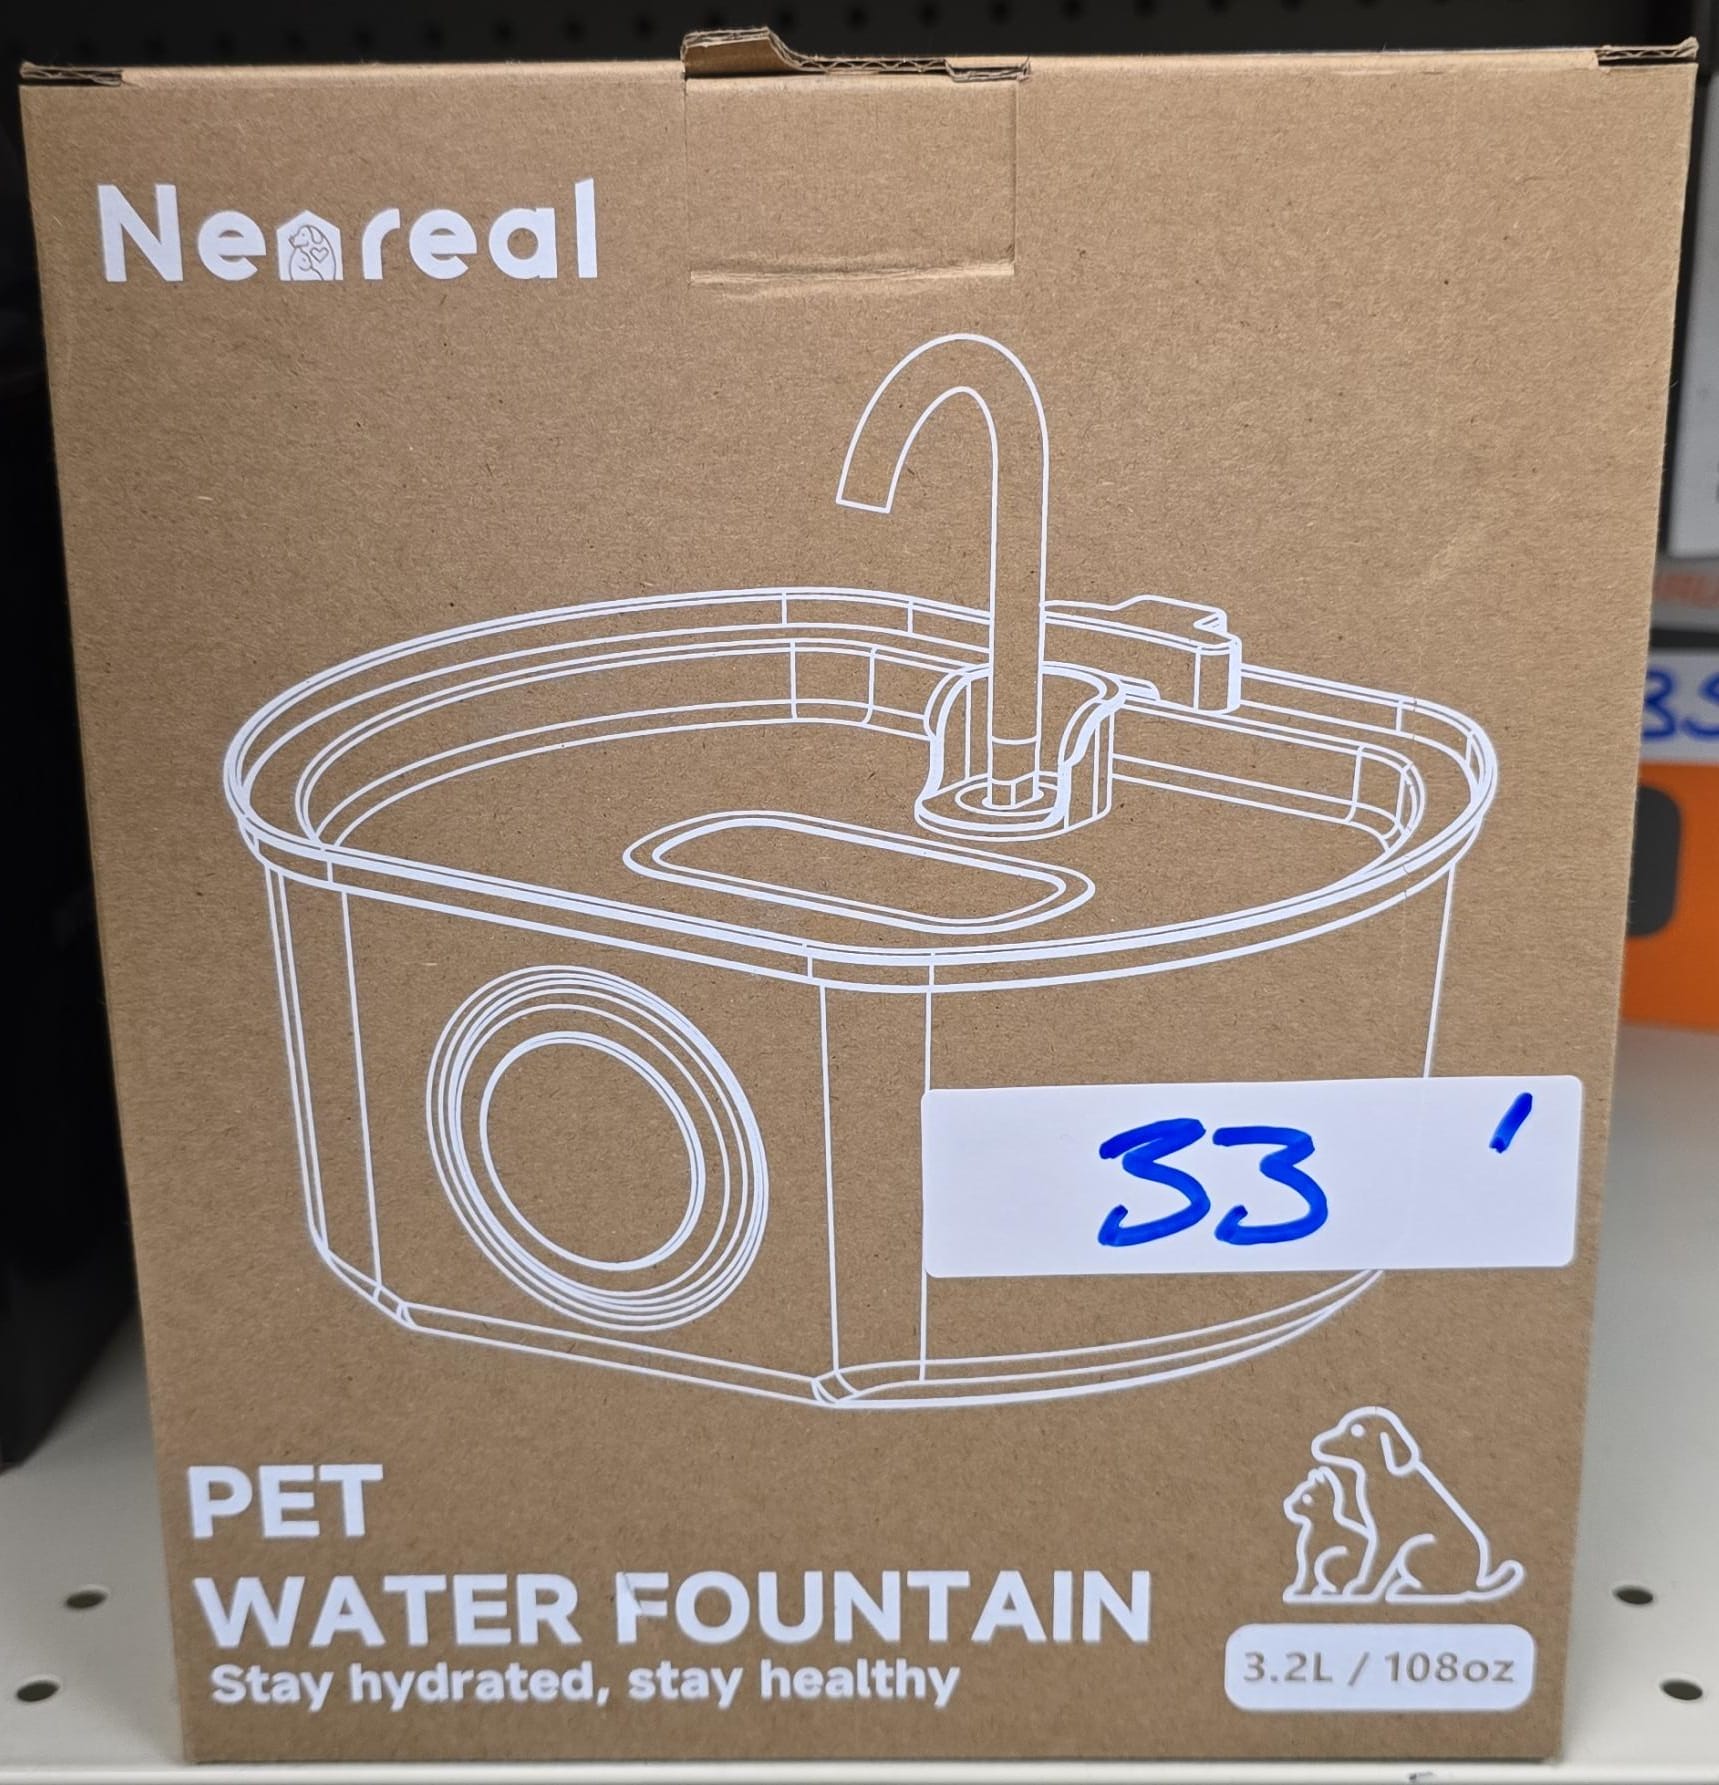 Neareal
33 '
PET
WATER FOUNTAIN
Stay hydrated, stay healthy
3.2L / 108oz